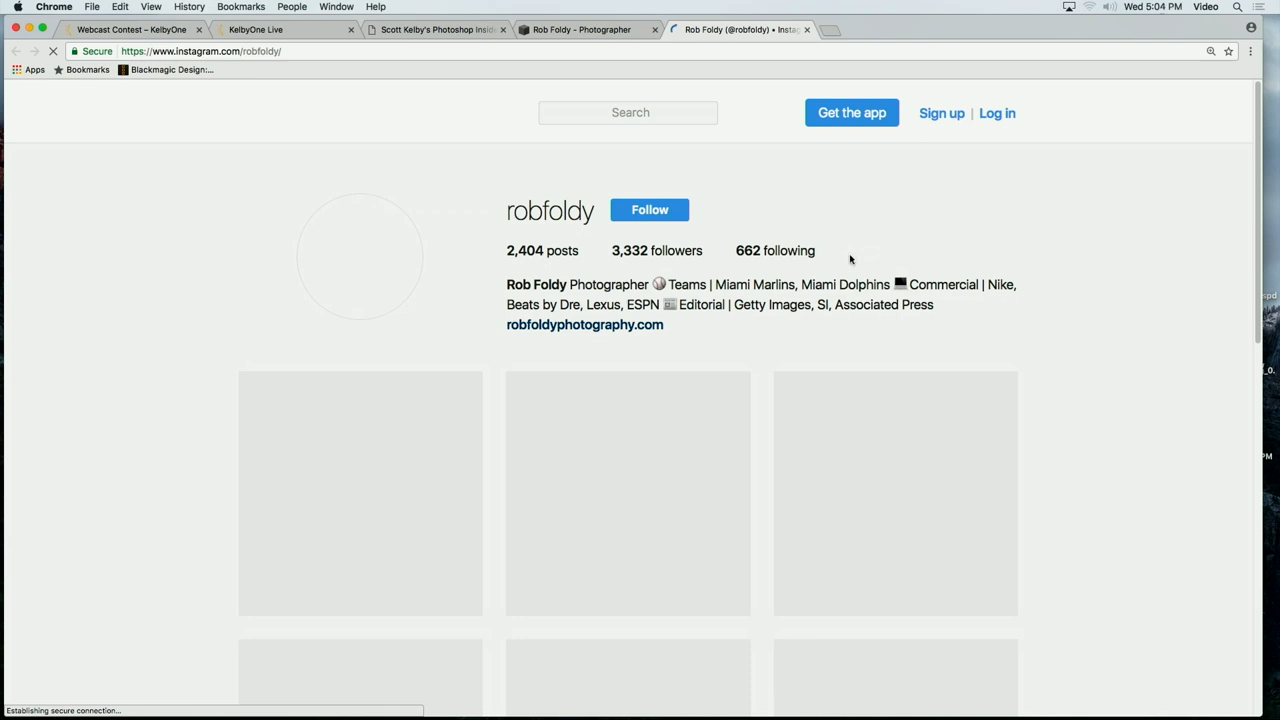 Chrome File Edit View History Bookmarks People Window Help Wed 5:04 PM Video
Webcast Contest – KelbyOne KelbyOne Live Scott Kelby's Photoshop Insid Rob Foldy - Photographer Rob Foldy (@robfoldy) • Insta
Secure https://www.instagram.com/robfoldy/
Apps Bookmarks Blackmagic Design:...
Search Get the app Sign up | Log in
robfoldy Follow
2,404 posts 3,332 followers 662 following
Rob Foldy Photographer Teams | Miami Marlins, Miami Dolphins Commercial | Nike,
Beats by Dre, Lexus, ESPN Editorial | Getty Images, SI, Associated Press
robfoldyphotography.com
spd
_0.
PM
Establishing secure connection...